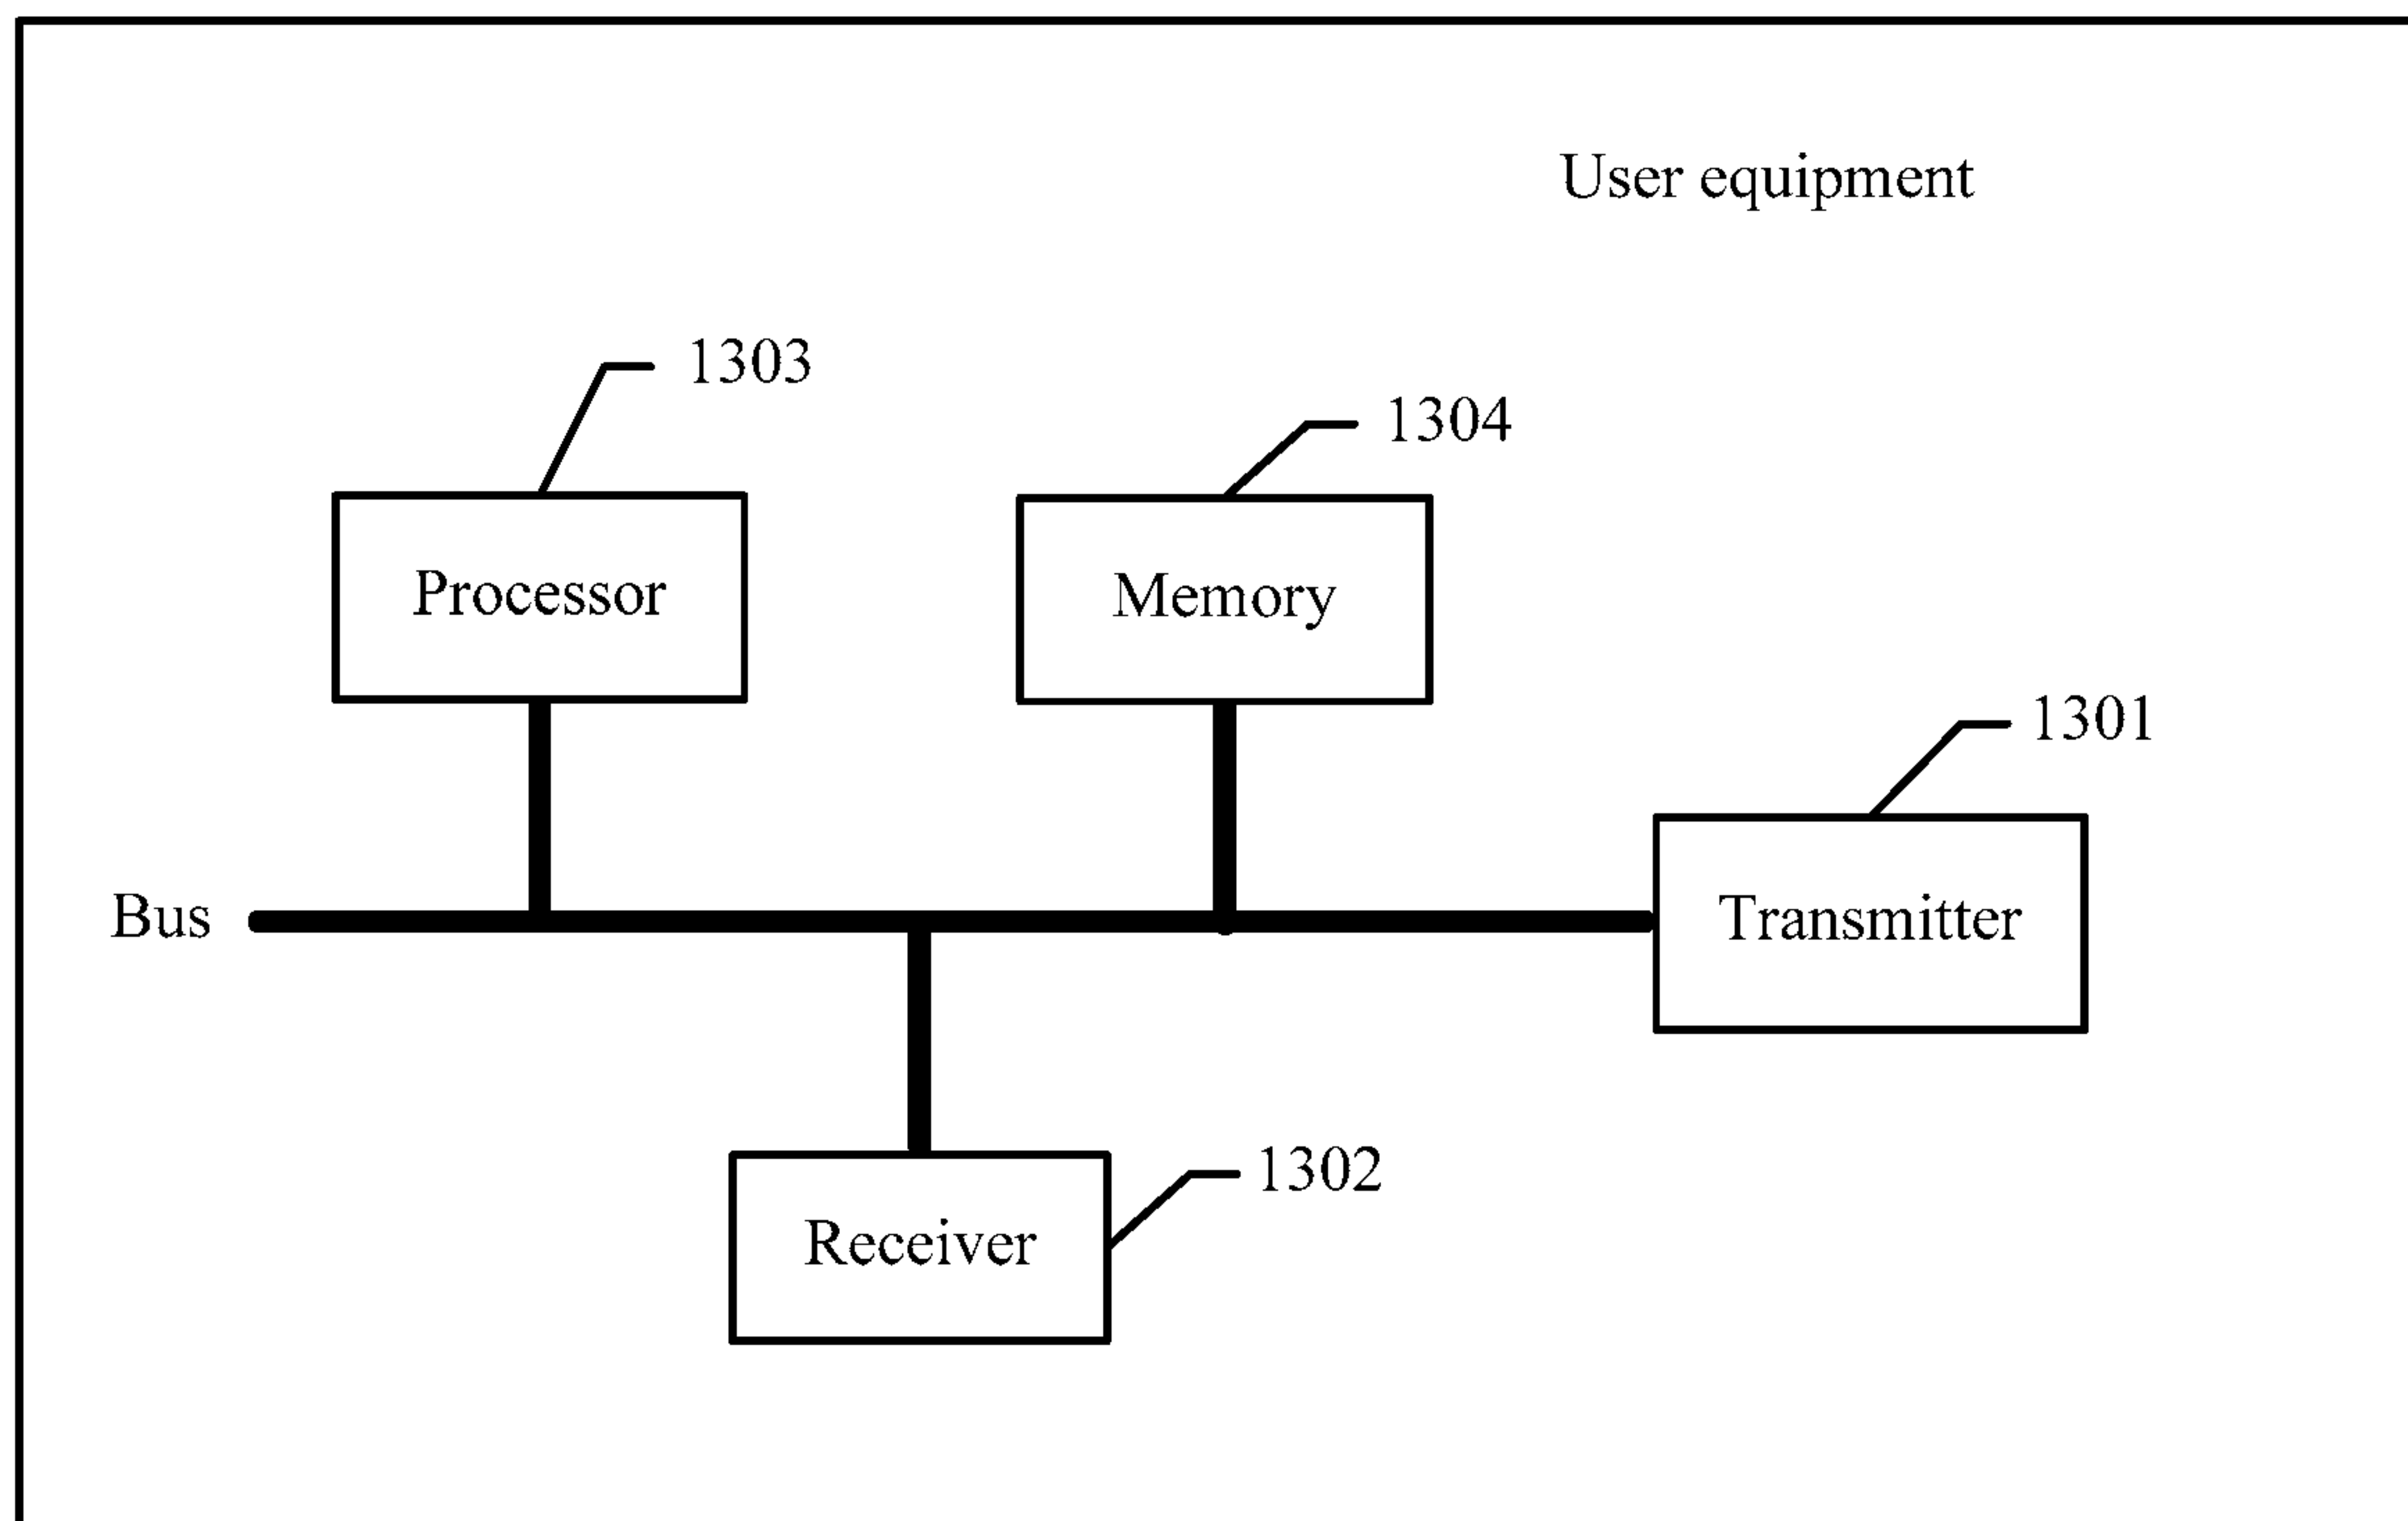 User equipment
1303
1304
Processor
Memory
1301
Bus
Transmitter
1302
Receiver